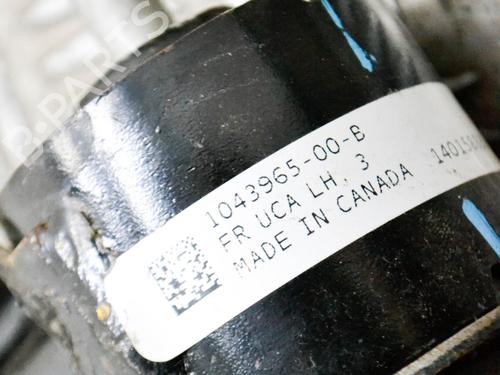 B-PARTS
1043965-00-B
FR UCA LH, 3
MADE IN CANADA